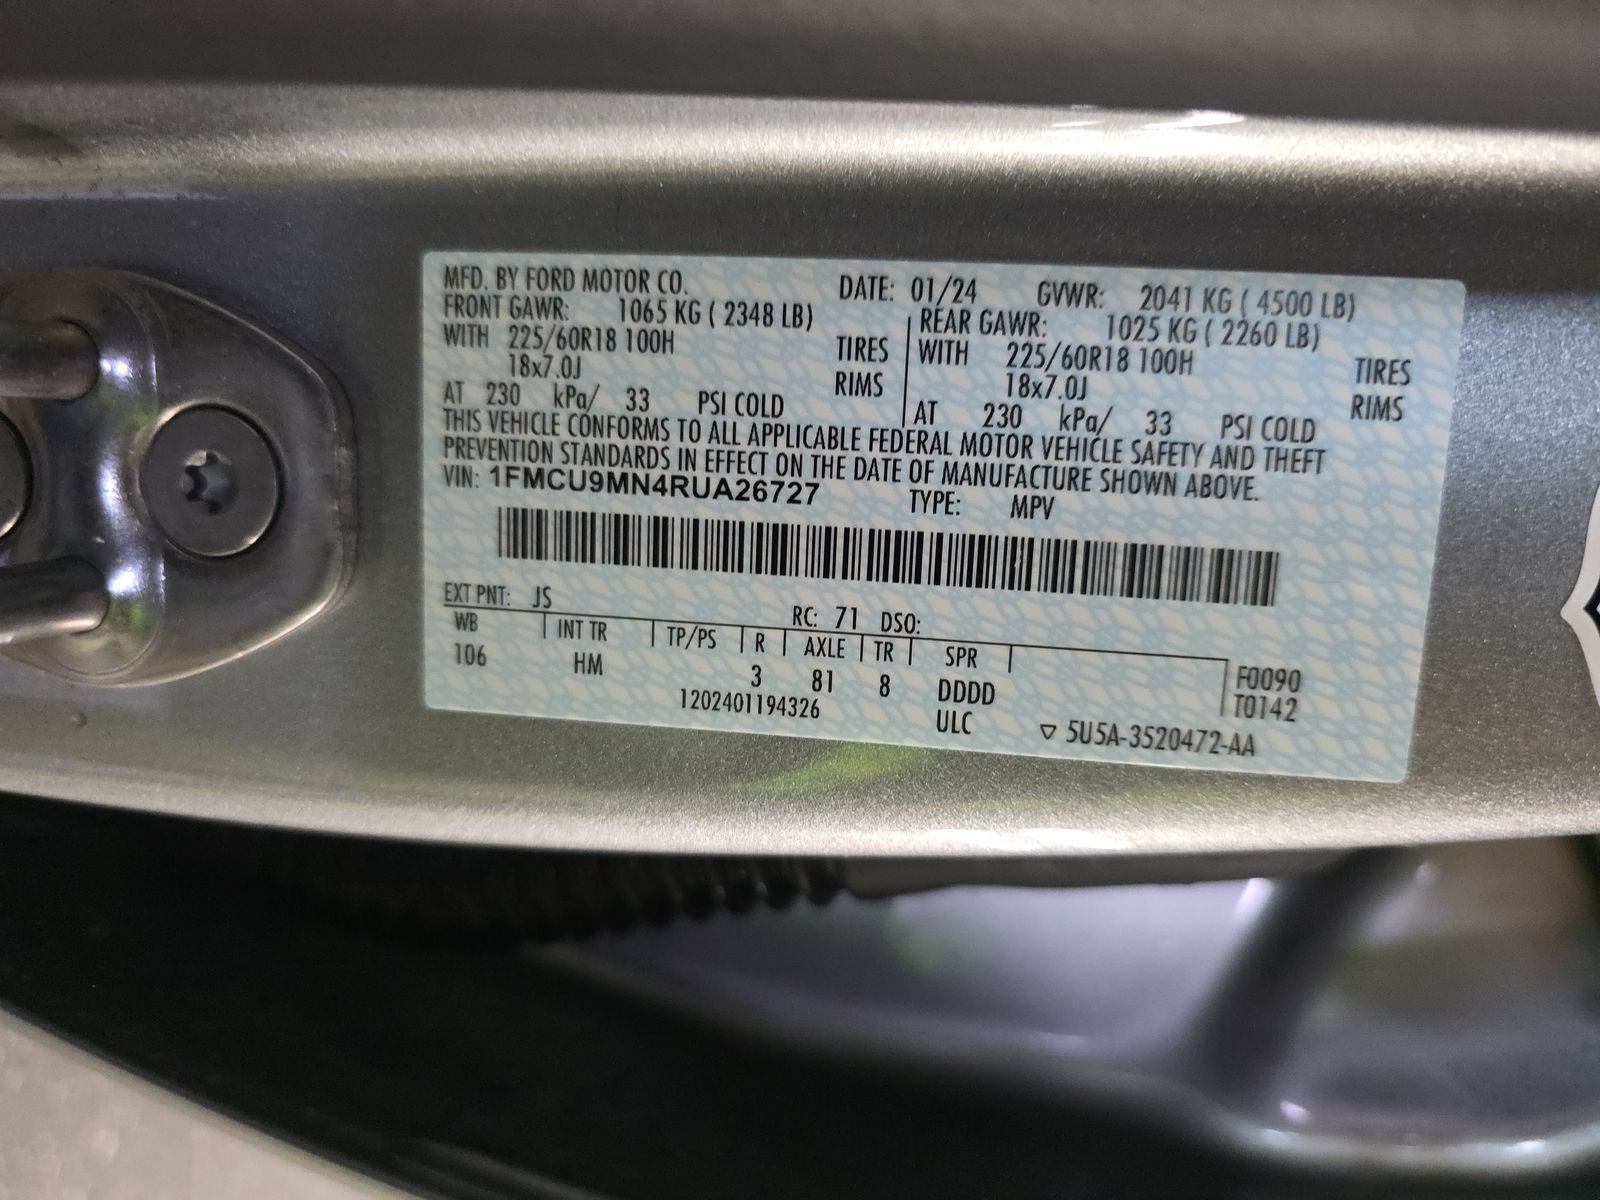 MFD. BY FORD MOTOR CO. DATE: 01/24 GVWR: 2041 KG ( 4500 LB)
FRONT GAWR: 1065 KG ( 2348 LB) REAR GAWR: 1025 KG ( 2260 LB)
WITH 225/60R18 100H TIRES WITH 225/60R18 100H TIRES
18x7.0J RIMS 18x7.0J RIMS
AT 230 kPa/ 33 PSI COLD AT 230 kPa/ 33 PSI COLD
THIS VEHICLE CONFORMS TO ALL APPLICABLE FEDERAL MOTOR VEHICLE SAFETY AND THEFT
PREVENTION STANDARDS IN EFFECT ON THE DATE OF MANUFACTURE SHOWN ABOVE.
VIN: 1FMCU9MN4RUA26727 TYPE: MPV
EXT PNT: JS RC: 71 DSO:
WB INT TR TP/PS R AXLE TR SPR
106 HM 3 81 8 DDDD F0090
1202401194326 ULC T0142
▽ 5U5A-3520472-AA